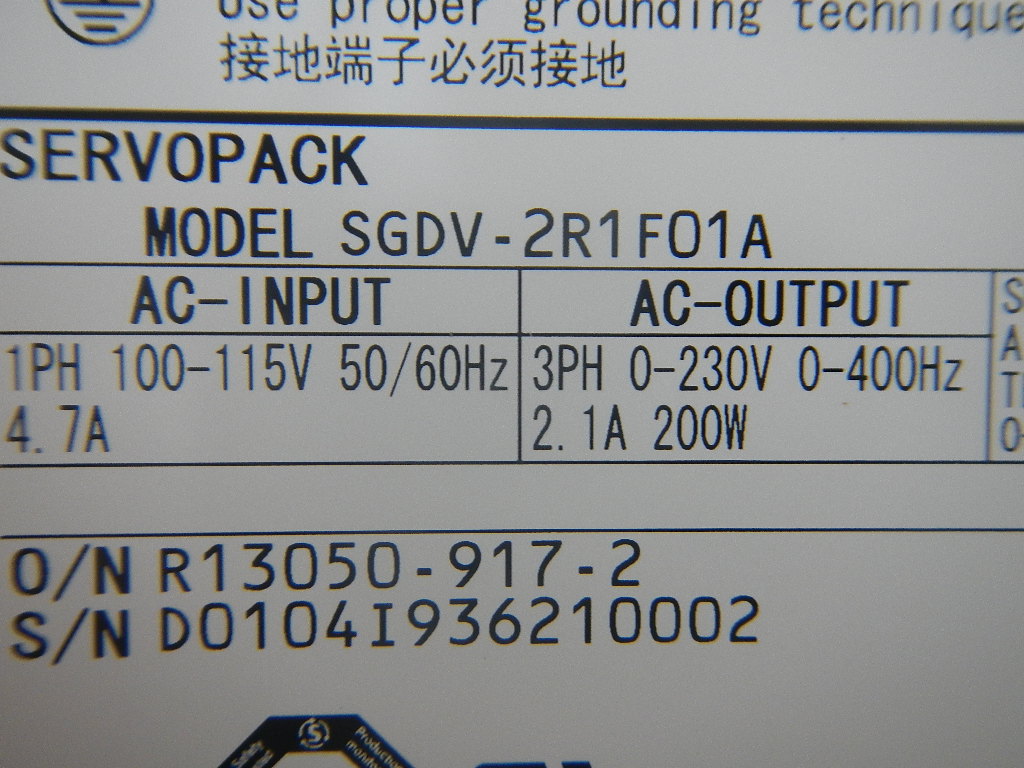 Use proper grounding technique
接地端子必须接地
SERVOPACK
MODEL SGDV-2R1F01A
AC-INPUT
AC-OUTPUT
1PH 100-115V 50/60Hz
4.7A
3PH 0-230V 0-400Hz
2.1A 200W
O/N R13050-917-2
S/N D0104I936210002
Production